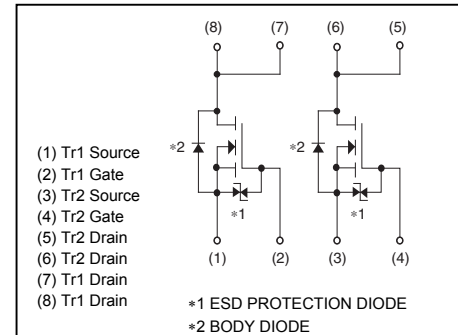 (8) (7) (6) (5)
*2 *2
(1) Tr1 Source
(2) Tr1 Gate
(3) Tr2 Source
(4) Tr2 Gate
(5) Tr2 Drain
(6) Tr2 Drain
(7) Tr1 Drain
(8) Tr1 Drain
*1 *1
(1) (2) (3) (4)
*1 ESD PROTECTION DIODE
*2 BODY DIODE